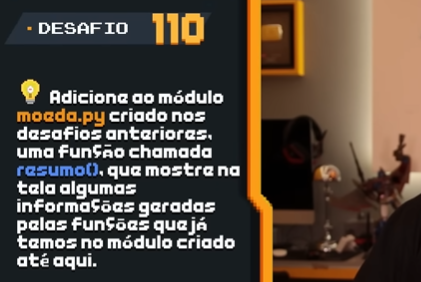 DESAFIO 110
Adicione ao módulo
moeda.py criado nos
desafios anteriores,
uma função chamada
resumo(), que mostre na
tela algumas
informações geradas
pelas funções que já
temos no módulo criado
até aqui.